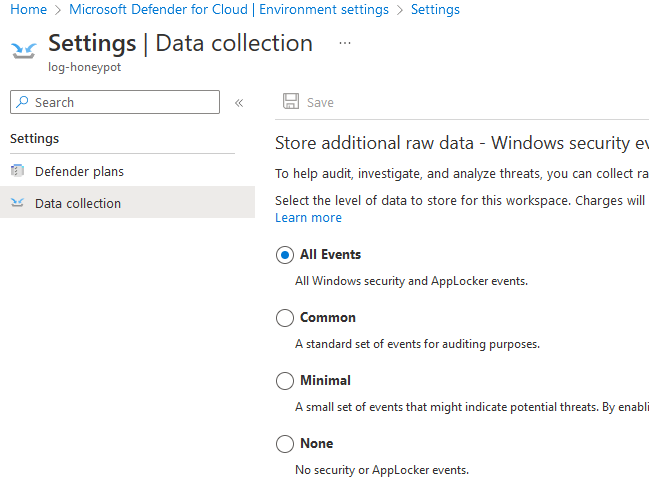 Home > Microsoft Defender for Cloud | Environment settings > Settings
Settings | Data collection ...
log-honeypot
Search
«
Settings
Defender plans
Data collection
Save
Store additional raw data - Windows security ev
To help audit, investigate, and analyze threats, you can collect ra
Select the level of data to store for this workspace. Charges will
Learn more
All Events
All Windows security and AppLocker events.
Common
A standard set of events for auditing purposes.
Minimal
A small set of events that might indicate potential threats. By enabli
None
No security or AppLocker events.